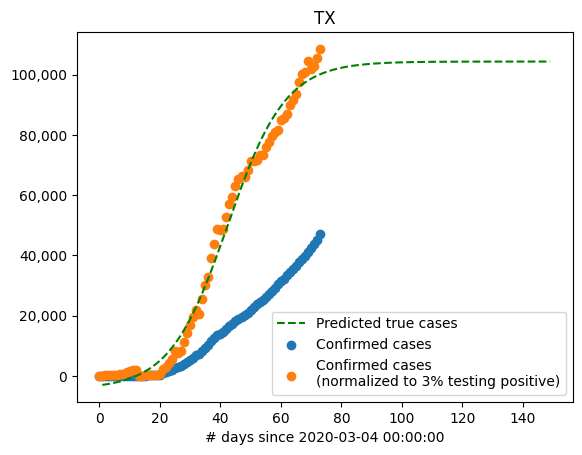 TX
100,000
80,000
60,000
40,000
20,000
0
0 20 40 60 80 100 120 140
# days since 2020-03-04 00:00:00
Predicted true cases
Confirmed cases
Confirmed cases
(normalized to 3% testing positive)